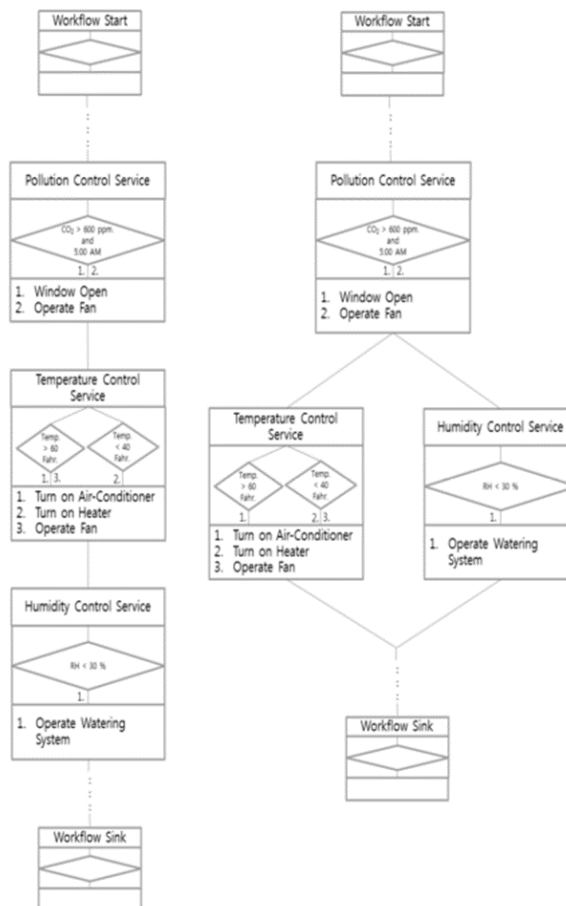 Workflow Start
Pollution Control Service
CO₂ > 600 ppm.
and
5:00 AM
1. 2.
1. Window Open
2. Operate Fan
Temperature Control
Service
Temp.
> 60
Fahr.
Temp.
< 40
Fahr.
1. 3.
2.
1. Turn on Air-Conditioner
2. Turn on Heater
3. Operate Fan
Humidity Control Service
RH < 30 %
1.
1. Operate Watering
System
Workflow Sink
Workflow Start
Pollution Control Service
CO₂ > 600 ppm.
and
5:00 AM
1. 2.
1. Window Open
2. Operate Fan
Temperature Control
Service
Temp.
> 60
Fahr.
Temp.
< 40
Fahr.
1.
2. 3.
1. Turn on Air-Conditioner
2. Turn on Heater
3. Operate Fan
Humidity Control Service
RH < 30 %
1.
1. Operate Watering
System
Workflow Sink